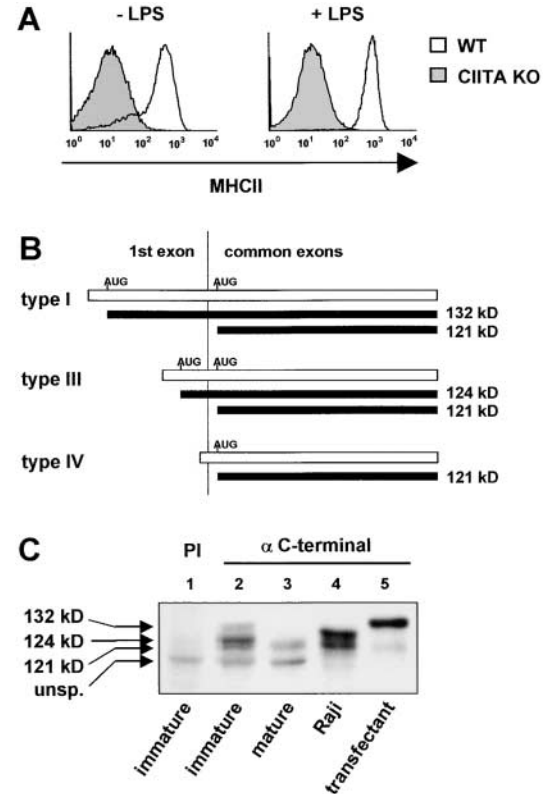 A
- LPS
+ LPS
WT
CIITA KO
10⁰ 10¹ 10² 10³ 10⁴
10⁰ 10¹ 10² 10³ 10⁴
MHCII
B
1st exon
common exons
AUG AUG
type I
132 kD
121 kD
AUG AUG
type III
124 kD
121 kD
AUG
type IV
121 kD
C
PI
α C-terminal
1 2 3 4 5
132 kD
124 kD
121 kD
unsp.
immature
immature
mature
Raji
transfectant